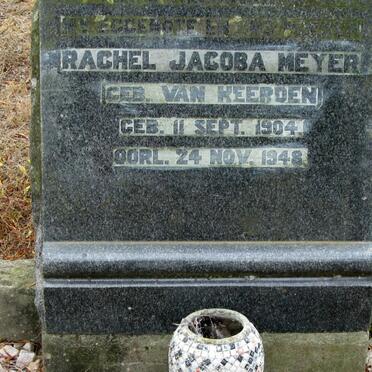 RACHEL JACOBA MEYER
GEB. VAN HEERDEN
GEB. 11 SEPT. 1904.
OORL. 24 NOV. 1948.